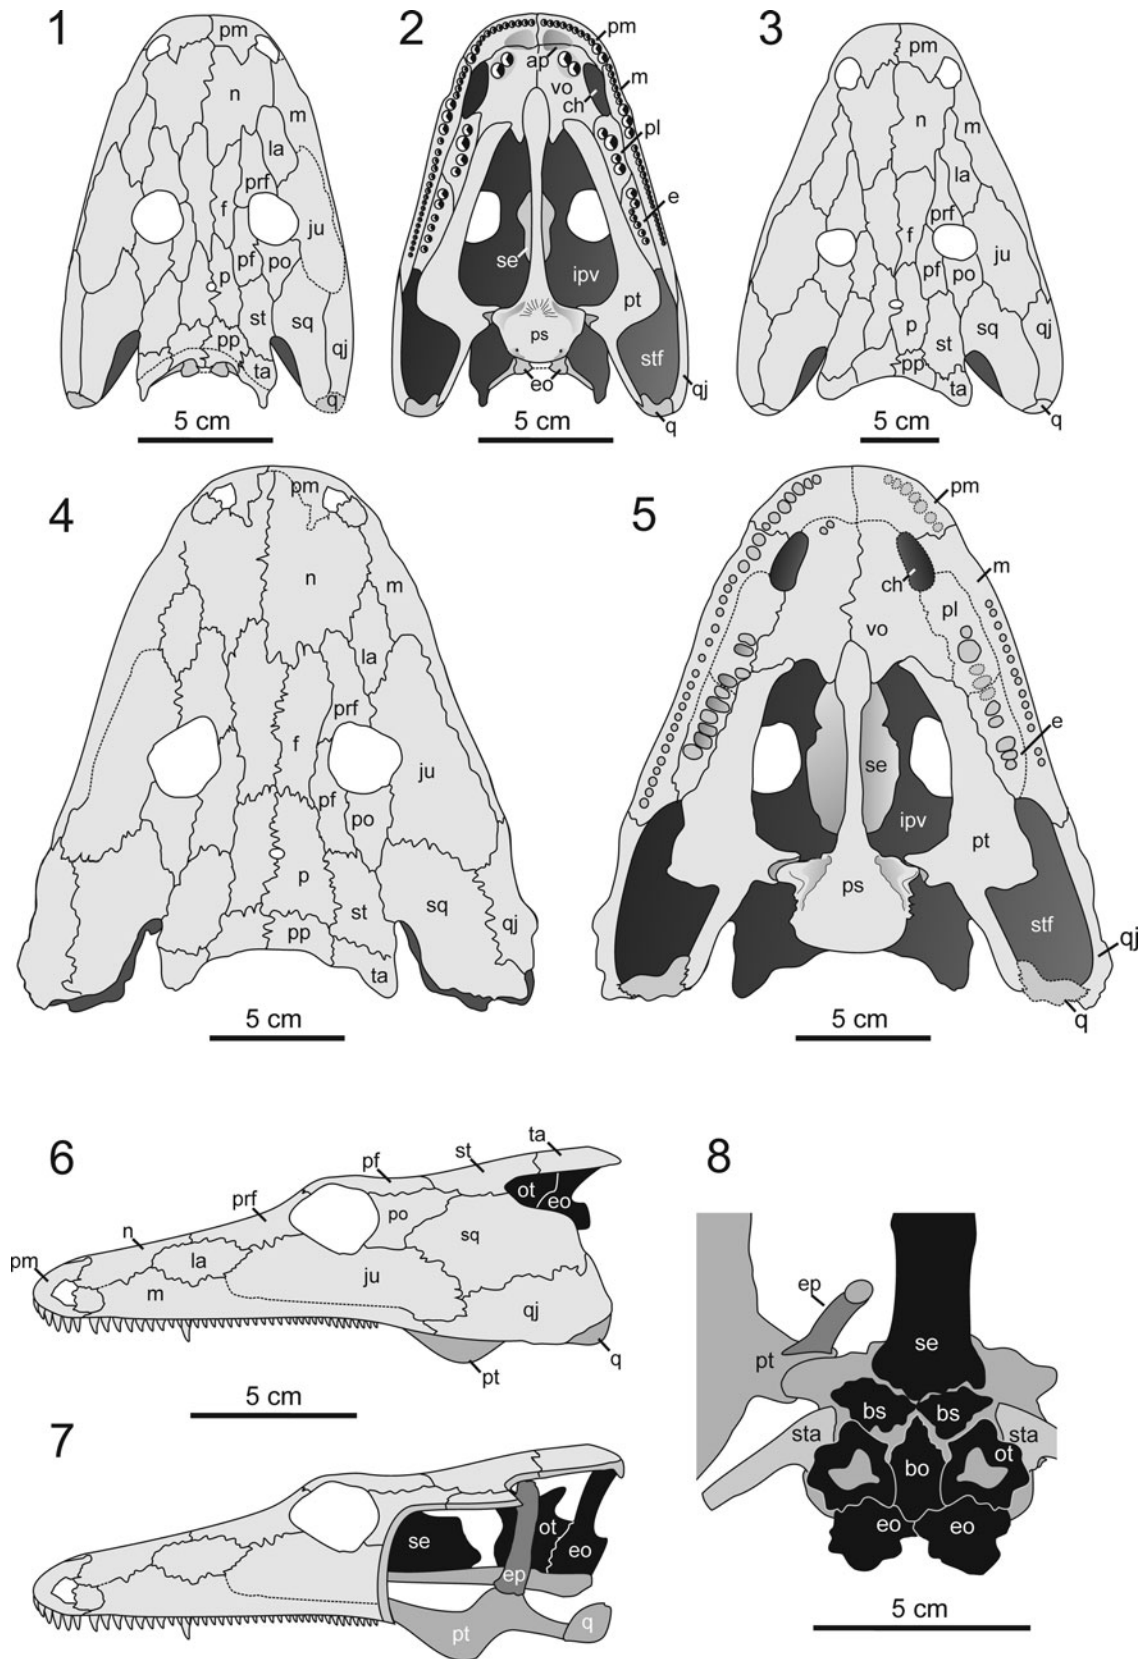 1
pm
n
m
la
prf
f
ju
pf
po
p
st
sq
pp
ta
qj
q
5 cm
2
pm
ap
m
vo
ch
pl
e
se
ipv
pt
ps
stf
eo
qj
q
5 cm
3
pm
n
m
la
prf
f
ju
pf
po
p
st
sq
qj
pp
ta
q
5 cm
4
pm
n
m
la
prf
f
ju
pf
po
p
st
sq
qj
pp
ta
5 cm
5
pm
m
ch
pl
vo
e
se
ipv
pt
ps
stf
qj
q
5 cm
6
ta
st
pf
prf
ot
eo
n
po
sq
pm
la
ju
m
qj
pt
q
5 cm
7
se
ot
eo
ep
pt
q
8
ep
se
pt
bs
bs
sta
sta
ot
bo
eo
eo
5 cm